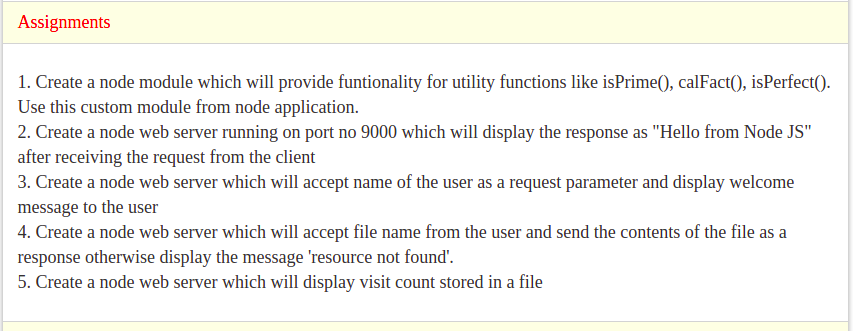 Assignments
1. Create a node module which will provide funtionality for utility functions like isPrime(), calFact(), isPerfect().
Use this custom module from node application.
2. Create a node web server running on port no 9000 which will display the response as "Hello from Node JS"
after receiving the request from the client
3. Create a node web server which will accept name of the user as a request parameter and display welcome
message to the user
4. Create a node web server which will accept file name from the user and send the contents of the file as a
response otherwise display the message 'resource not found'.
5. Create a node web server which will display visit count stored in a file